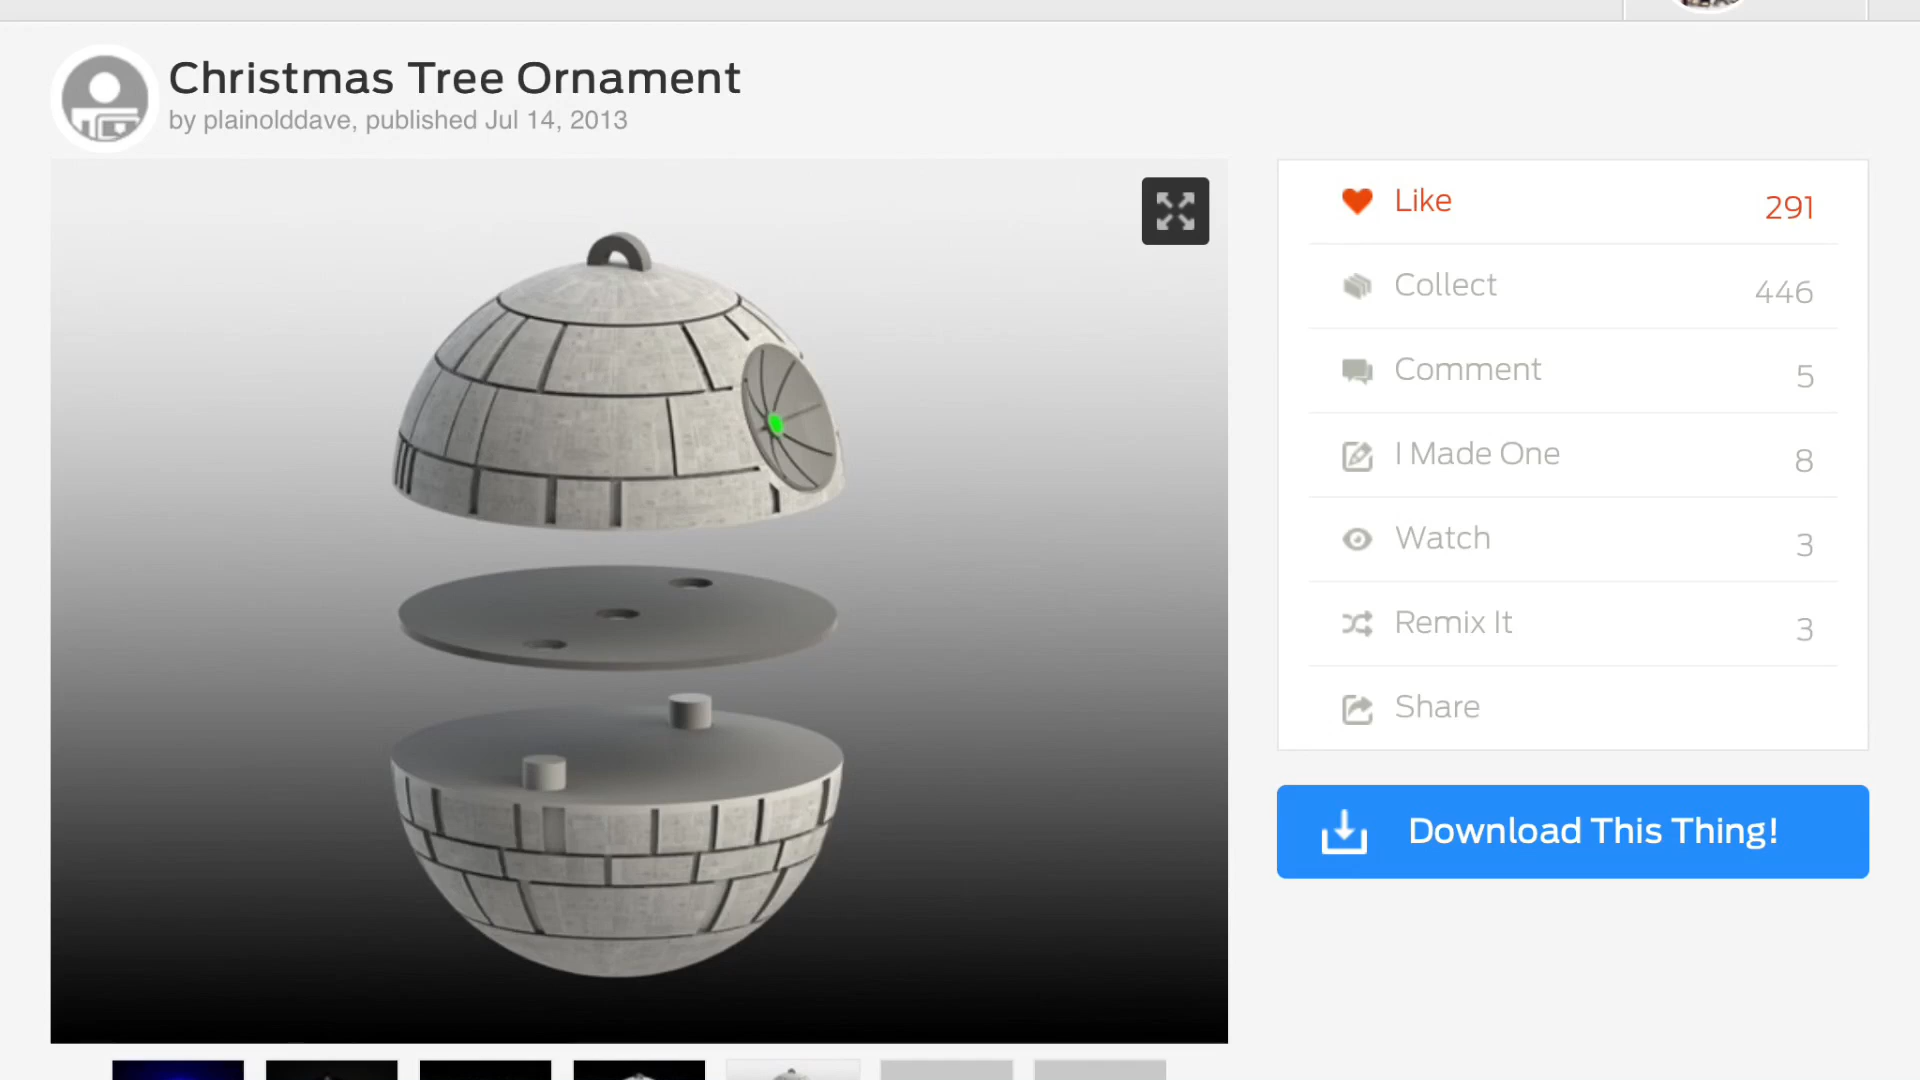 Christmas Tree Ornament
by plainolddave, published Jul 14, 2013
Like 291
Collect 446
Comment 5
I Made One 8
Watch 3
Remix It 3
Share
Download This Thing!